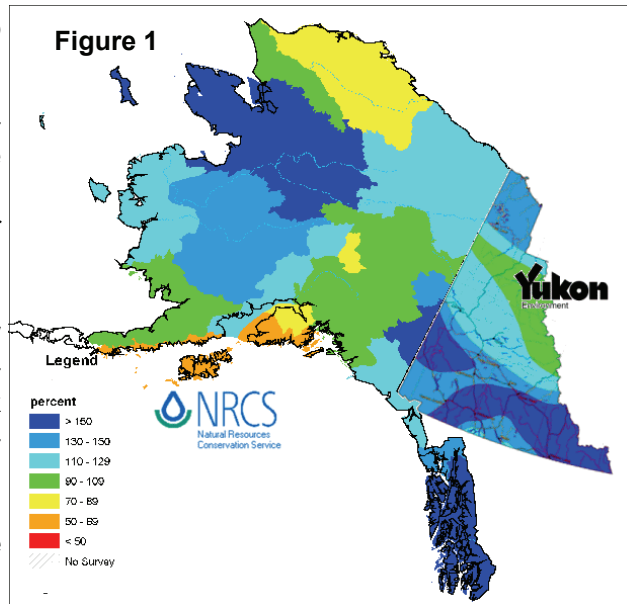 Figure 1
Yukon
Environment
Legend
NRCS
Natural Resources
Conservation Service
percent
> 150
130 - 150
110 - 129
90 - 109
70 - 89
50 - 69
< 50
No Survey